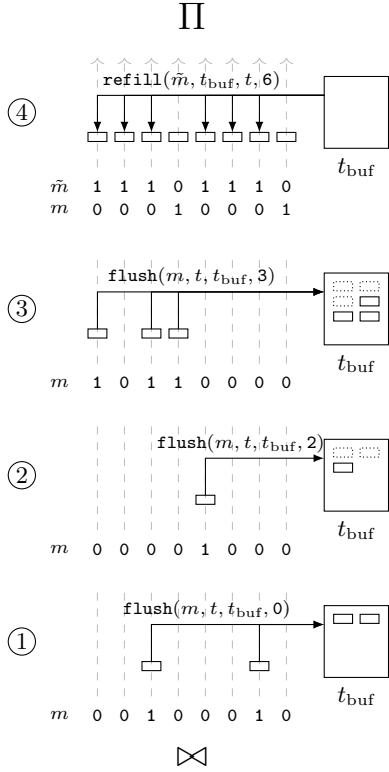 Π
④ refill(m̃, t_buf, t, 6)
t_buf
m̃ 1 1 1 0 1 1 1 0
m 0 0 0 1 0 0 0 1
③ flush(m, t, t_buf, 3)
t_buf
m 1 0 1 1 0 0 0 0
② flush(m, t, t_buf, 2)
t_buf
m 0 0 0 0 1 0 0 0
① flush(m, t, t_buf, 0)
t_buf
m 0 0 1 0 0 0 1 0
⋈